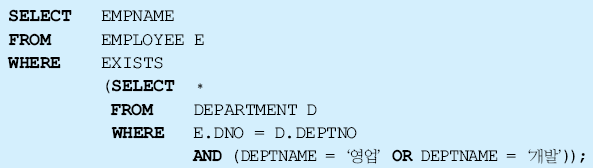 SELECT EMPNAME
FROM EMPLOYEE E
WHERE EXISTS
(SELECT *
FROM DEPARTMENT D
WHERE E.DNO = D.DEPTNO
AND (DEPTNAME = ‘영업’ OR DEPTNAME = ‘개발’));